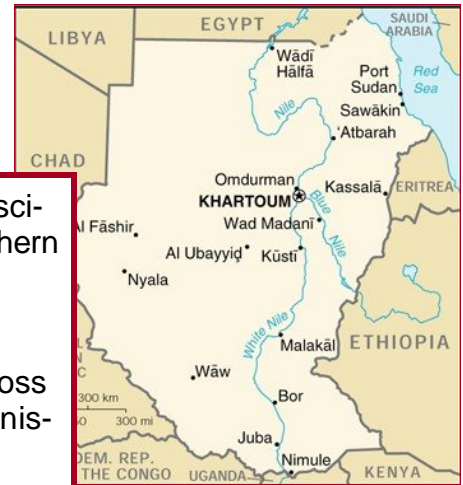 EGYPT
SAUDI
ARABIA
LIBYA
Wādī
Hālfā
Port
Sudan
Red
Sea
Nile
Sawākin
'Atbarah
CHAD
Omdurman
KHARTOUM
Kassalā
ERITREA
sci-
hern
Al Fāshir
Wad Madanī
Blue
Nile
Al Ubayyiḍ
Kūstī
Nyala
White Nile
Malakāl
ETHIOPIA
oss
nis-
300 km
300 mi
Wāw
Bor
Juba
Nimule
DEM. REP.
THE CONGO
UGANDA
KENYA